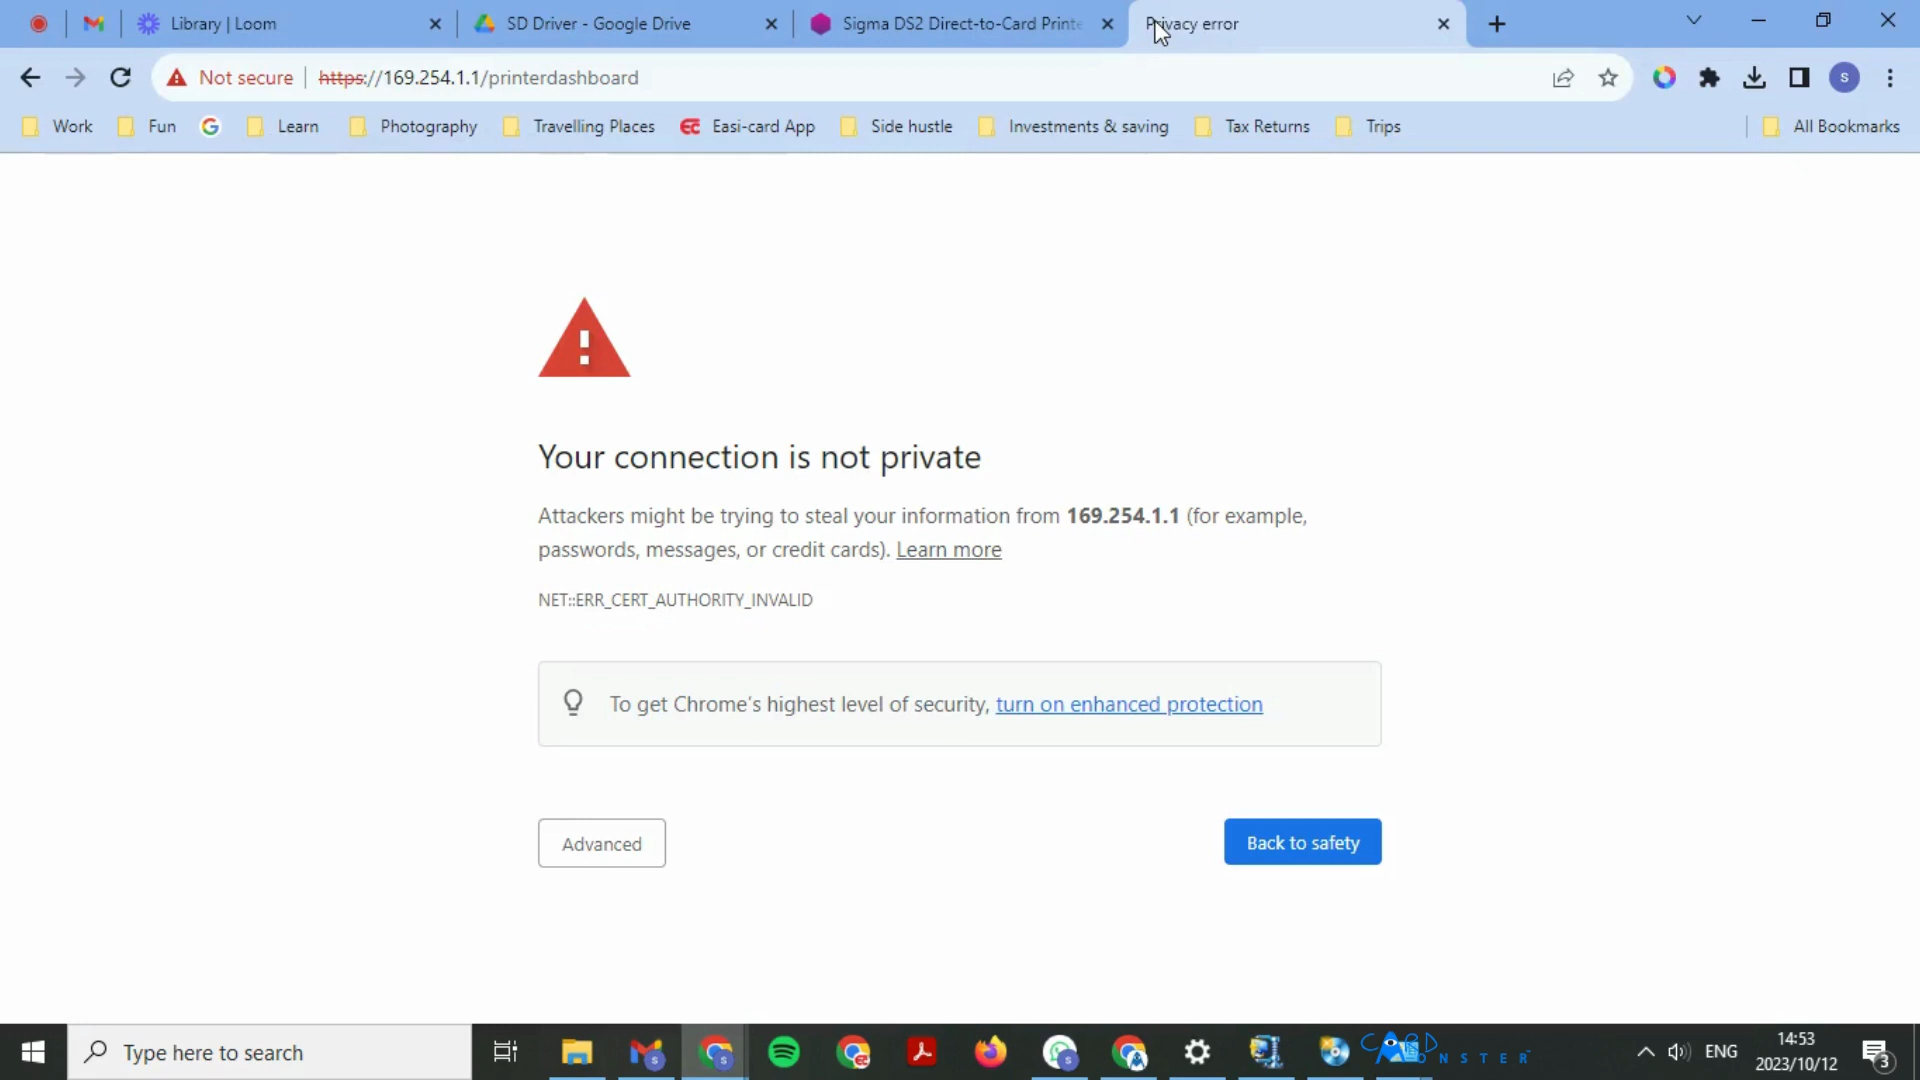 Library | Loom
SD Driver - Google Drive
Sigma DS2 Direct-to-Card Printe
Privacy error
Not secure
https://169.254.1.1/printerdashboard
S
Work
Fun
Learn
Photography
Travelling Places
Easi-card App
Side hustle
Investments & saving
Tax Returns
Trips
All Bookmarks
Your connection is not private
Attackers might be trying to steal your information from 169.254.1.1 (for example,
passwords, messages, or credit cards). Learn more
NET::ERR_CERT_AUTHORITY_INVALID
To get Chrome's highest level of security, turn on enhanced protection
Advanced
Back to safety
Type here to search
ENG
14:53
2023/10/12
3